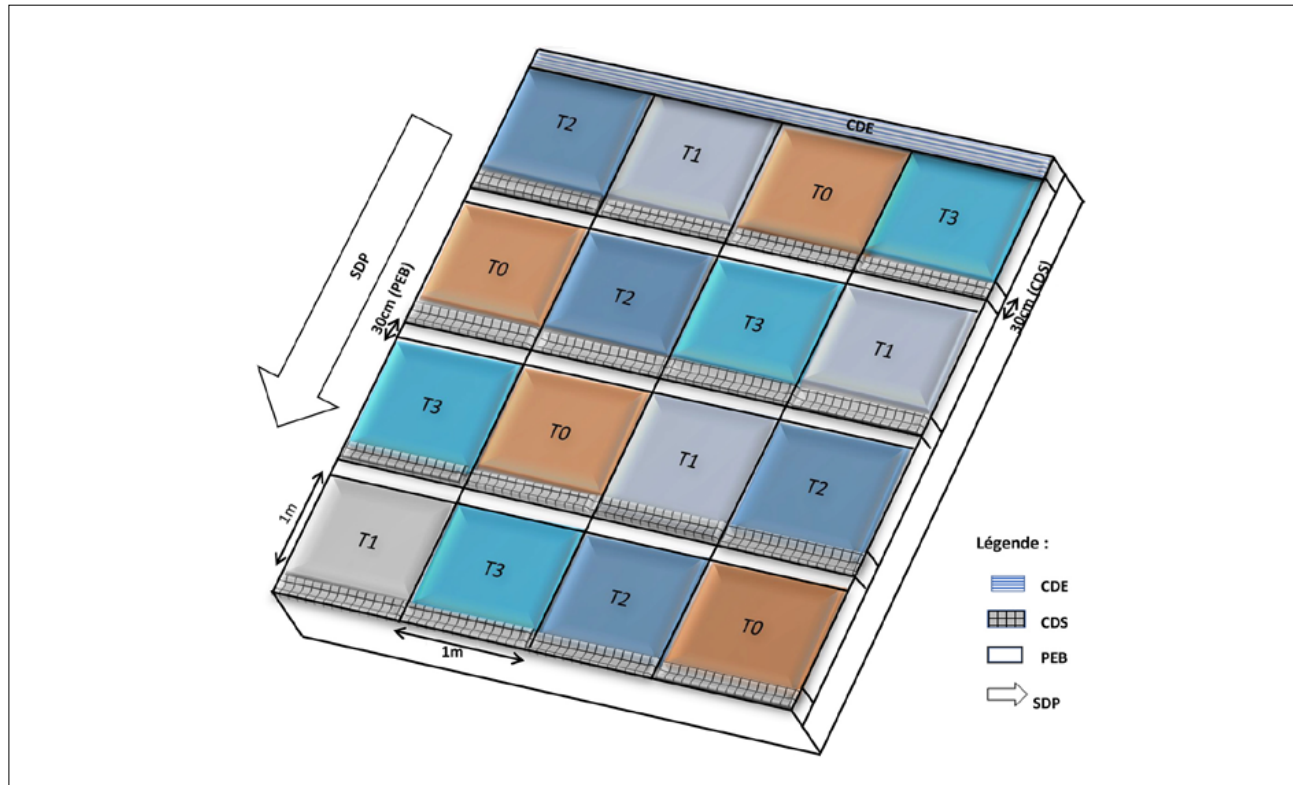 CDE
T2
T1
T0
T3
SDP
30cm (PEB)
30cm (CDS)
T0
T2
T3
T1
T3
T0
T1
T2
1m
T1
T3
T2
T0
1m
Légende :
CDE
CDS
PEB
SDP